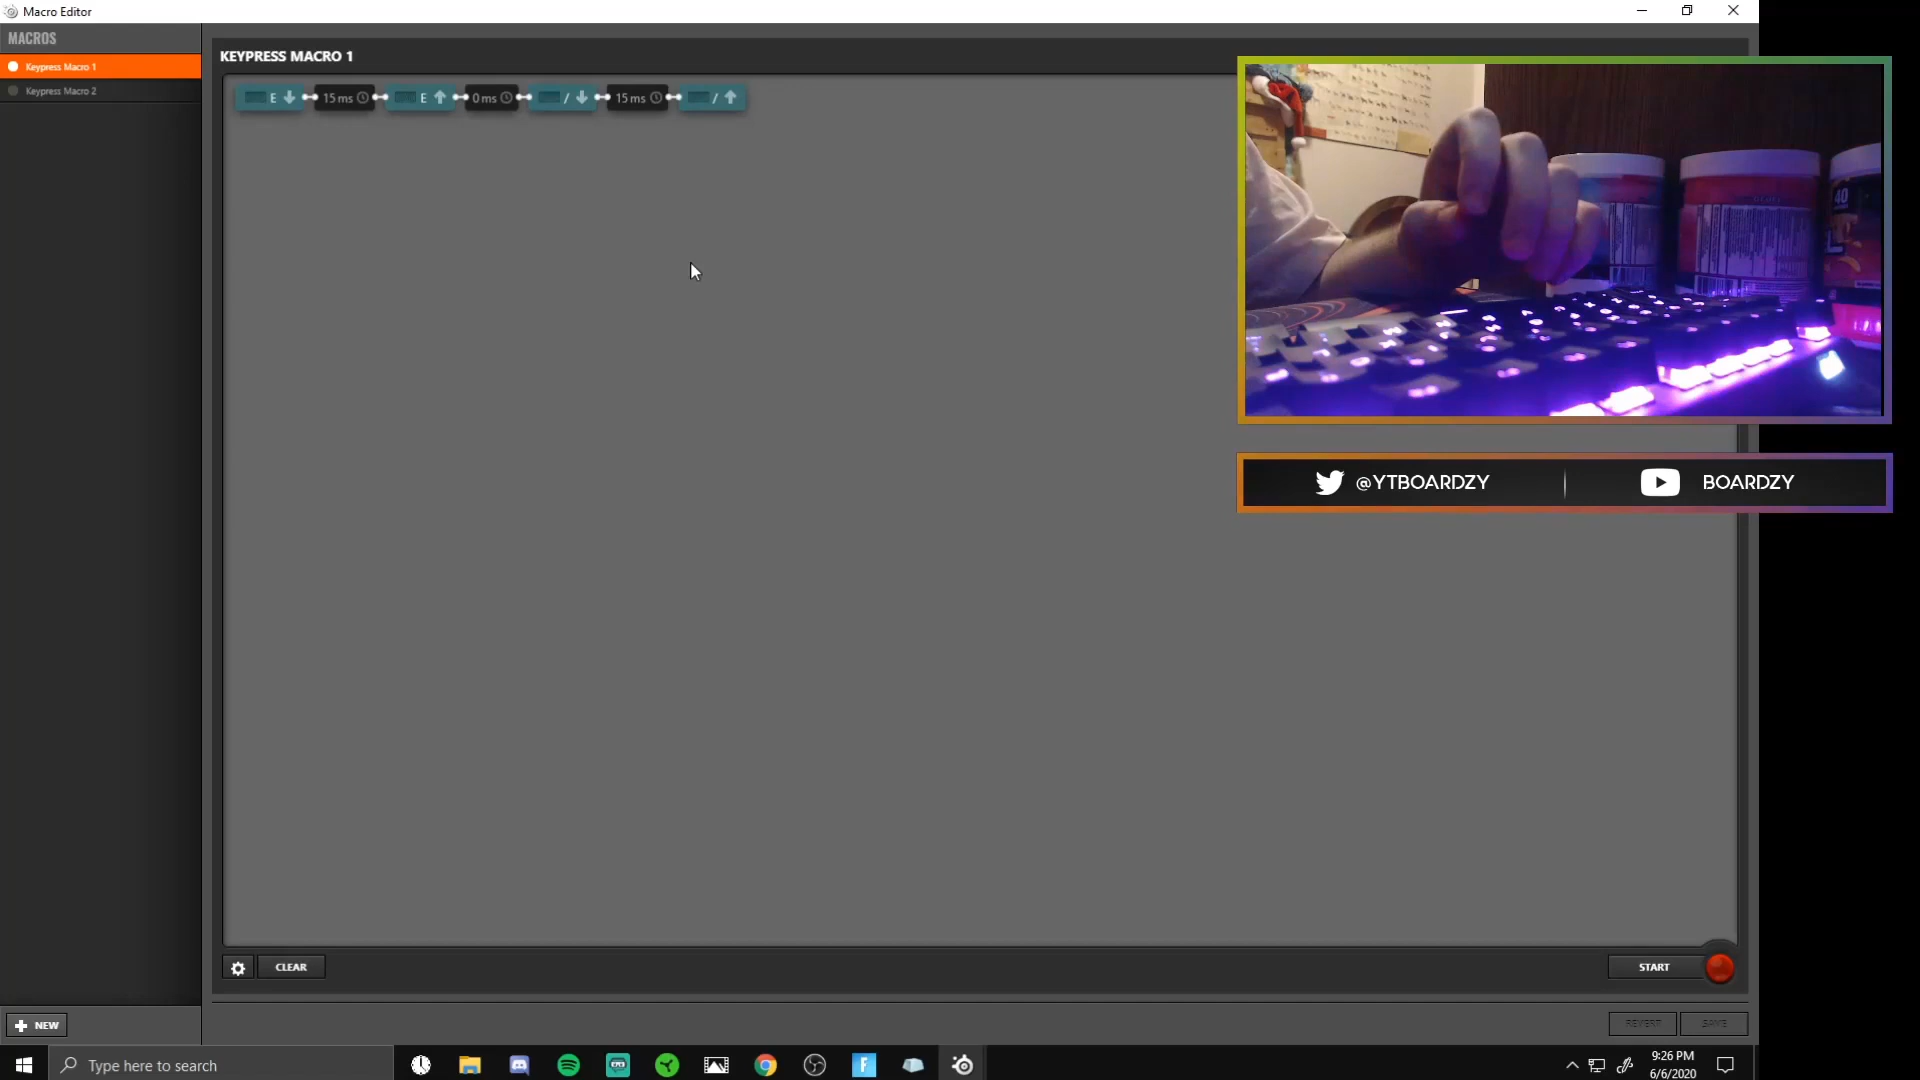 Macro Editor
MACROS
Keypress Macro 1
Keypress Macro 2
KEYPRESS MACRO 1
E 15 ms E 0 ms / 15 ms /
40
@YTBOARDZY
BOARDZY
CLEAR
START
NEW
REVERT
SAVE
Type here to search
9:26 PM
6/6/2020